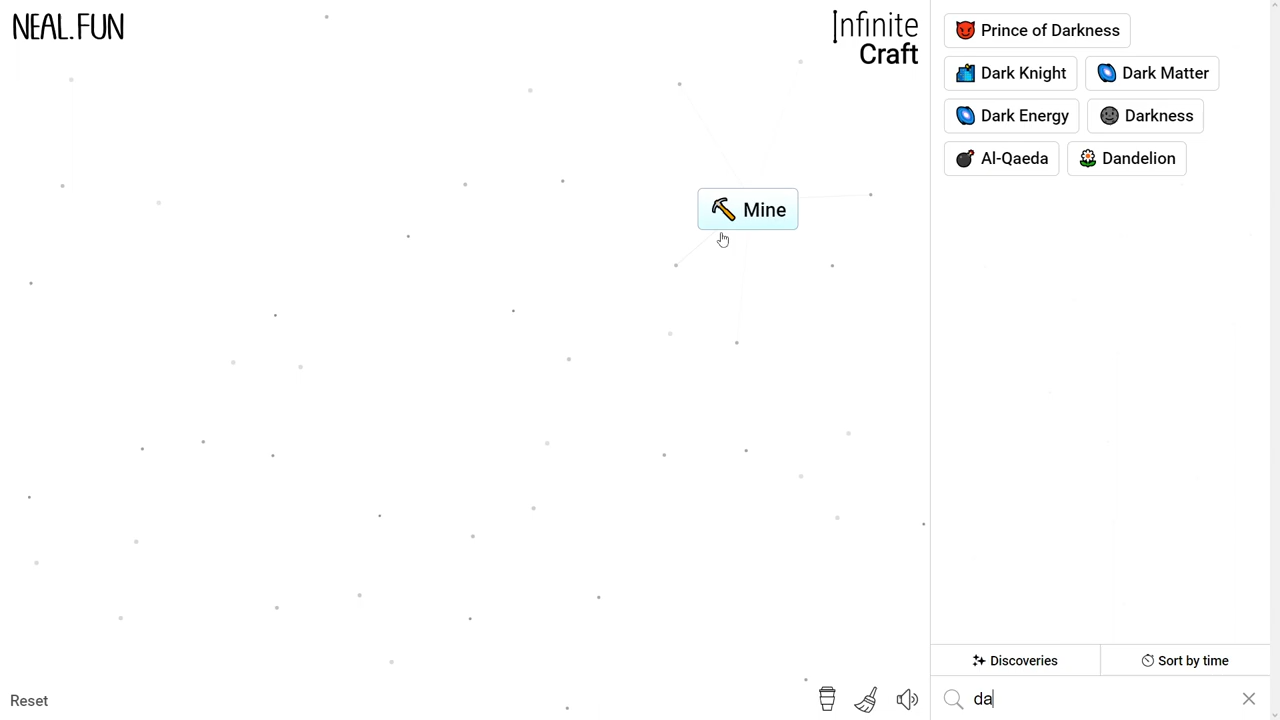 NEAL.FUN
Infinite
Craft
Mine
Prince of Darkness
Dark Knight
Dark Matter
Dark Energy
Darkness
Al-Qaeda
Dandelion
Discoveries
Sort by time
da
Reset